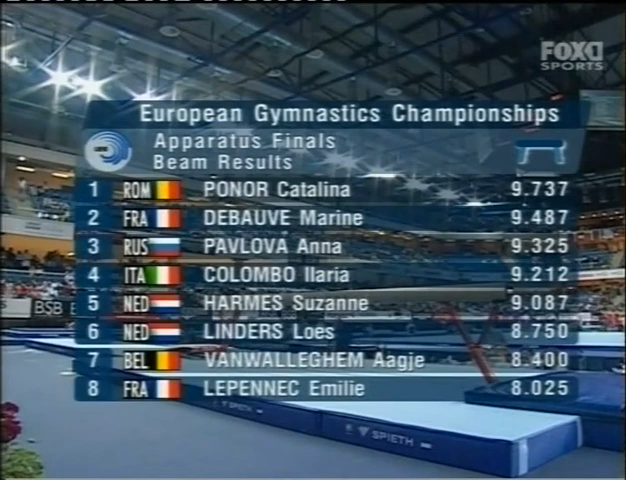 FOX SPORTS
European Gymnastics Championships
Apparatus Finals
Beam Results
1 ROM PONOR Catalina 9.737
2 FRA DEBAUVE Marine 9.487
3 RUS PAVLOVA Anna 9.325
4 ITA COLOMBO Ilaria 9.212
5 NED HARMES Suzanne 9.087
6 NED LINDERS Loes 8.750
7 BEL VANWALLEGHEM Aagje 8.400
8 FRA LEPENNEC Emilie 8.025
BSB
SPIETH
SPIETH